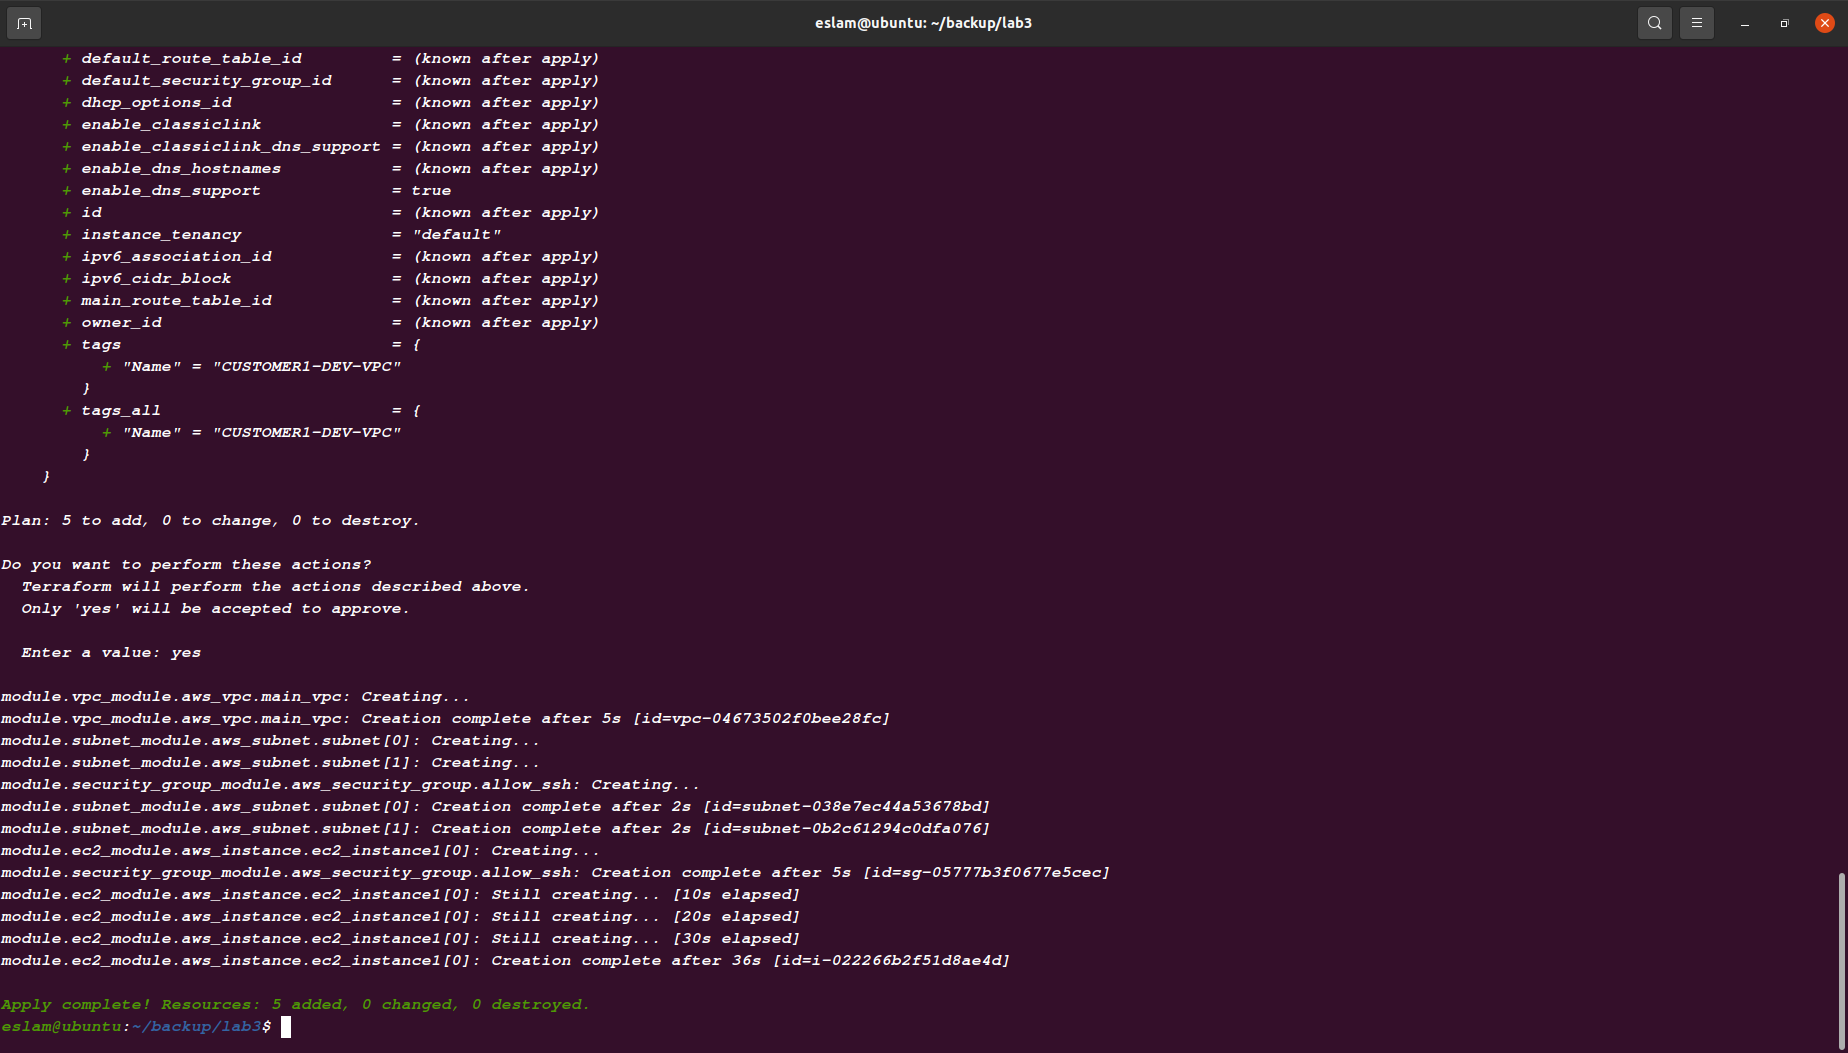 eslam@ubuntu: ~/backup/lab3
+ default_route_table_id         = (known after apply)
+ default_security_group_id      = (known after apply)
+ dhcp_options_id                = (known after apply)
+ enable_classiclink             = (known after apply)
+ enable_classiclink_dns_support = (known after apply)
+ enable_dns_hostnames           = (known after apply)
+ enable_dns_support             = true
+ id                             = (known after apply)
+ instance_tenancy               = "default"
+ ipv6_association_id            = (known after apply)
+ ipv6_cidr_block                = (known after apply)
+ main_route_table_id            = (known after apply)
+ owner_id                       = (known after apply)
+ tags                           = {
+ "Name" = "CUSTOMER1-DEV-VPC"
}
+ tags_all                       = {
+ "Name" = "CUSTOMER1-DEV-VPC"
}
}
Plan: 5 to add, 0 to change, 0 to destroy.
Do you want to perform these actions?
Terraform will perform the actions described above.
Only 'yes' will be accepted to approve.
Enter a value: yes
module.vpc_module.aws_vpc.main_vpc: Creating...
module.vpc_module.aws_vpc.main_vpc: Creation complete after 5s [id=vpc-04673502f0bee28fc]
module.subnet_module.aws_subnet.subnet[0]: Creating...
module.subnet_module.aws_subnet.subnet[1]: Creating...
module.security_group_module.aws_security_group.allow_ssh: Creating...
module.subnet_module.aws_subnet.subnet[0]: Creation complete after 2s [id=subnet-038e7ec44a53678bd]
module.subnet_module.aws_subnet.subnet[1]: Creation complete after 2s [id=subnet-0b2c61294c0dfa076]
module.ec2_module.aws_instance.ec2_instance1[0]: Creating...
module.security_group_module.aws_security_group.allow_ssh: Creation complete after 5s [id=sg-05777b3f0677e5cec]
module.ec2_module.aws_instance.ec2_instance1[0]: Still creating... [10s elapsed]
module.ec2_module.aws_instance.ec2_instance1[0]: Still creating... [20s elapsed]
module.ec2_module.aws_instance.ec2_instance1[0]: Still creating... [30s elapsed]
module.ec2_module.aws_instance.ec2_instance1[0]: Creation complete after 36s [id=i-022266b2f51d8ae4d]
Apply complete! Resources: 5 added, 0 changed, 0 destroyed.
eslam@ubuntu:~/backup/lab3$